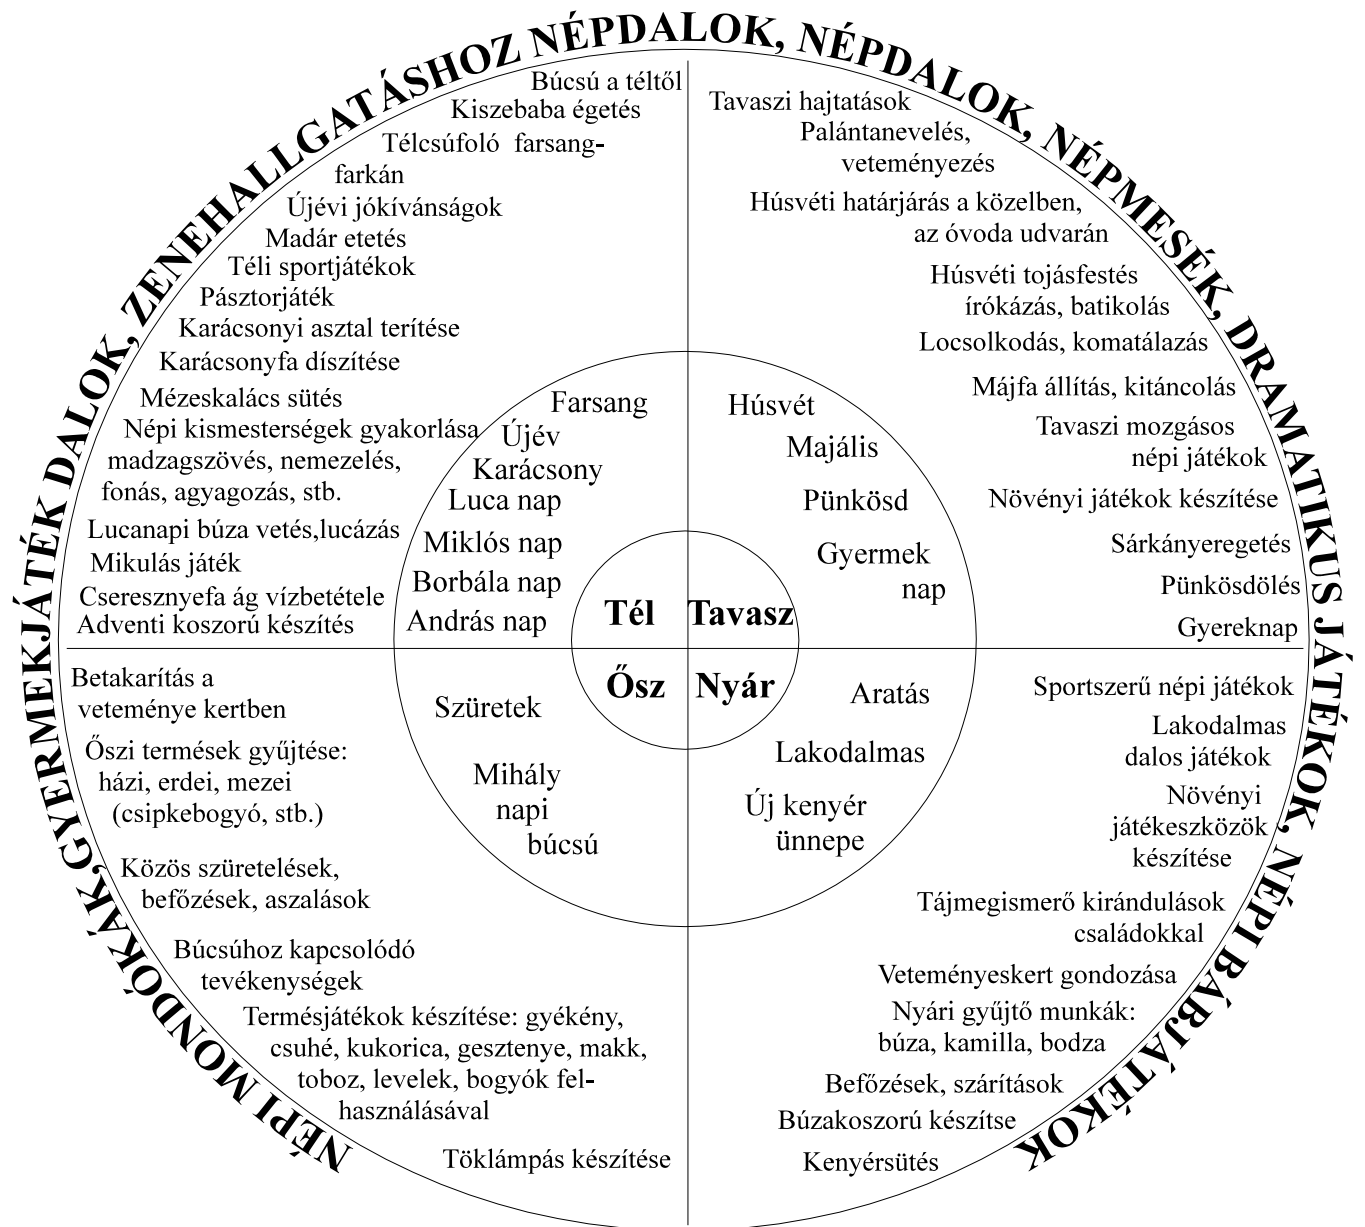 NÉPI MONDÓKÁK,GYERMEKJÁTÉK DALOK, ZENEHALLGATÁSHOZ NÉPDALOK, NÉPDALOK, NÉPMESÉK, DRAMATIKUS JÁTÉKOK, NÉPI BÁBJÁTÉKOK
Búcsú a téltől
Kiszebaba égetés
Télcsúfoló farsang-
farkán
Újévi jókívánságok
Madár etetés
Téli sportjátékok
Pásztorjáték
Karácsonyi asztal terítése
Karácsonyfa díszítése
Mézeskalács sütés
Népi kismesterségek gyakorlása
madzagszövés, nemezelés,
fonás, agyagozás, stb.
Lucanapi búza vetés,lucázás
Mikulás játék
Cseresznyefa ág vízbetétele
Adventi koszorú készítés
Farsang
Újév
Karácsony
Luca nap
Miklós nap
Borbála nap
András nap
Tél
Tavaszi hajtatások
Palántanevelés,
veteményezés
Húsvéti határjárás a közelben,
az óvoda udvarán
Húsvéti tojásfestés
írókázás, batikolás
Locsolkodás, komatálazás
Májfa állítás, kitáncolás
Tavaszi mozgásos
népi játékok
Növényi játékok készítése
Sárkányeregetés
Pünkösdölés
Gyereknap
Húsvét
Majális
Pünkösd
Gyermek
nap
Tavasz
Ősz
Szüretek
Mihály
napi
búcsú
Betakarítás a
veteménye kertben
Őszi termések gyűjtése:
házi, erdei, mezei
(csipkebogyó, stb.)
Közös szüretelések,
befőzések, aszalások
Búcsúhoz kapcsolódó
tevékenységek
Termésjátékok készítése: gyékény,
csuhé, kukorica, gesztenye, makk,
toboz, levelek, bogyók fel-
használásával
Töklámpás készítése
Nyár
Aratás
Lakodalmas
Új kenyér
ünnepe
Sportszerű népi játékok
Lakodalmas
dalos játékok
Növényi
játékeszközök
készítése
Tájmegismerő kirándulások
családokkal
Veteményeskert gondozása
Nyári gyűjtő munkák:
búza, kamilla, bodza
Befőzések, szárítások
Búzakoszorú készítse
Kenyérsütés